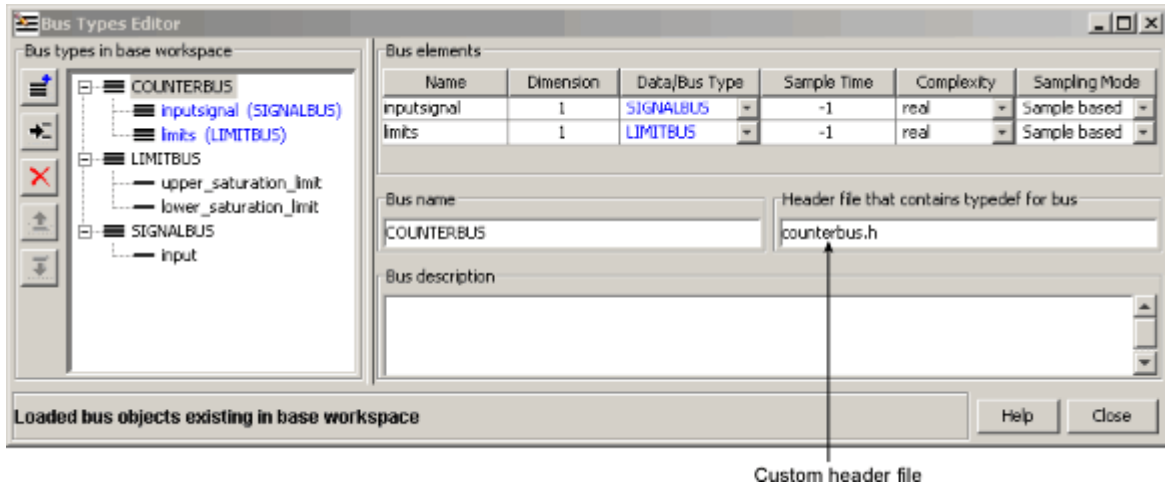 Bus Types Editor
Bus types in base workspace
COUNTERBUS
inputsignal (SIGNALBUS)
limits (LIMITBUS)
LIMITBUS
upper_saturation_limit
lower_saturation_limit
SIGNALBUS
input
Bus elements
Name Dimension Data/Bus Type Sample Time Complexity Sampling Mode
inputsignal 1 SIGNALBUS -1 real Sample based
limits 1 LIMITBUS -1 real Sample based
Bus name
COUNTERBUS
Header file that contains typedef for bus
counterbus.h
Bus description
Loaded bus objects existing in base workspace
Help Close
Custom header file